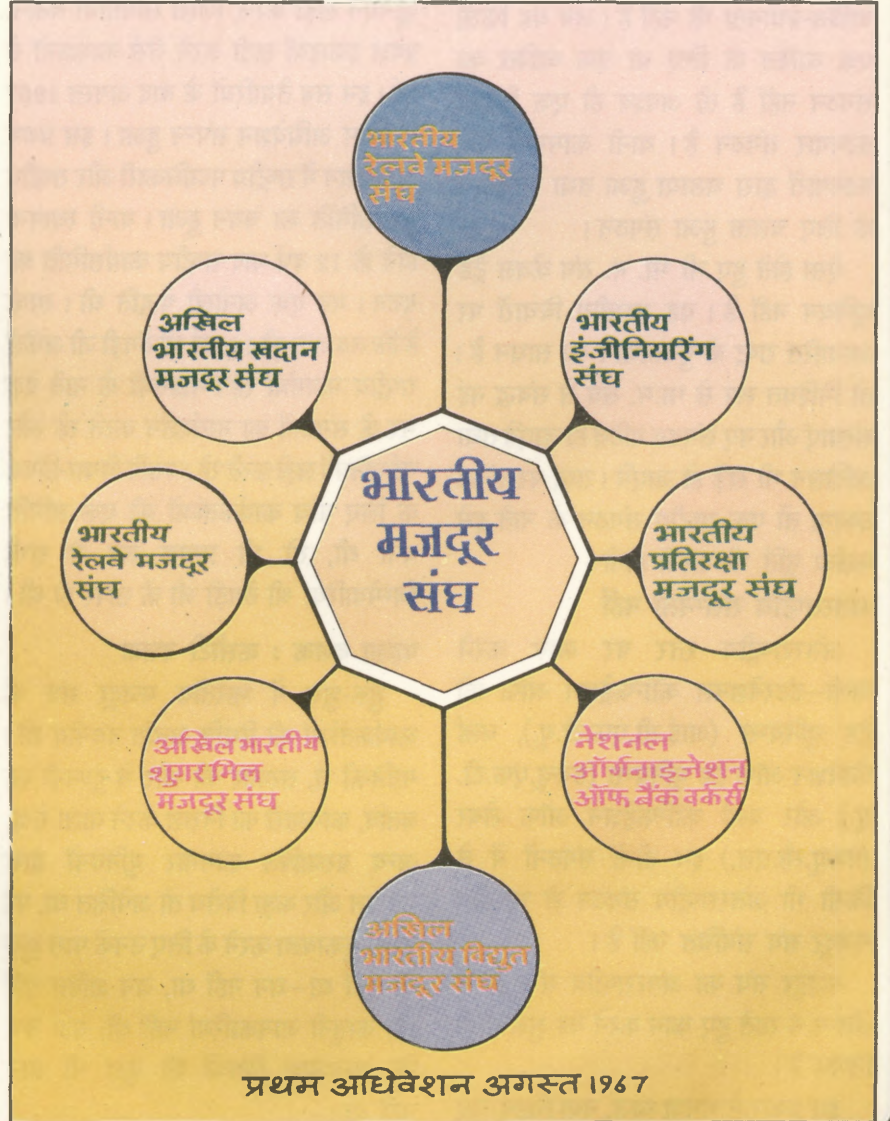 भारतीय
रेलवे मजदूर
संघ
अखिल
भारतीय खदान
मजदूर संघ
भारतीय
इंजीनियरिंग
संघ
भारतीय
रेलवे मजदूर
संघ
भारतीय
मजदूर
संघ
भारतीय
प्रतिरक्षा
मजदूर संघ
अखिल भारतीय
शुगर मिल
मजदूर संघ
नेशनल
ऑर्गनाइजेशन
ऑफ बैंक वर्कर्स
अखिल
भारतीय विद्युत
मजदूर संघ
प्रथम अधिवेशन अगस्त 1967